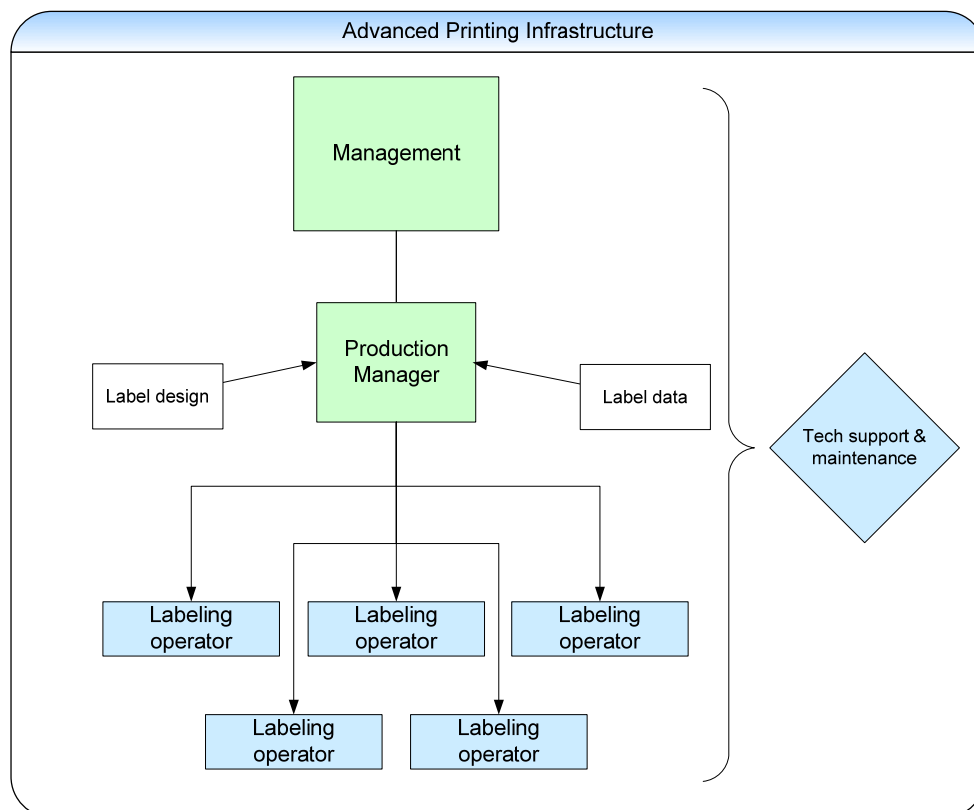 Advanced Printing Infrastructure
Management
Production
Manager
Label design
Label data
Tech support &
maintenance
Labeling
operator
Labeling
operator
Labeling
operator
Labeling
operator
Labeling
operator